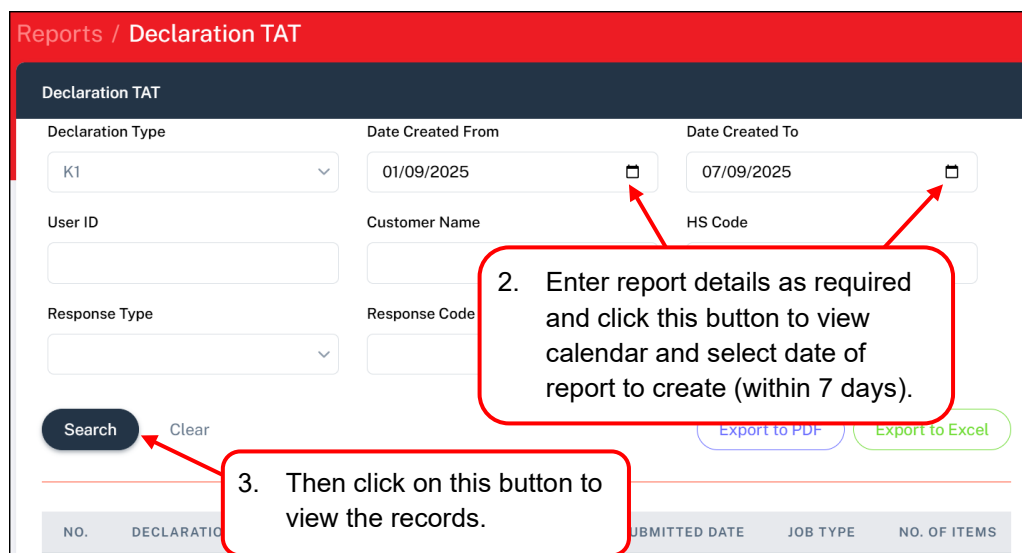 Reports / Declaration TAT
Declaration TAT
Declaration Type
Date Created From
Date Created To
K1
01/09/2025
07/09/2025
User ID
Customer Name
HS Code
2. Enter report details as required
and click this button to view
calendar and select date of
report to create (within 7 days).
Response Type
Response Code
Search
Clear
Export to PDF
Export to Excel
3. Then click on this button to
view the records.
NO.
DECLARATIO
UBMITTED DATE
JOB TYPE
NO. OF ITEMS